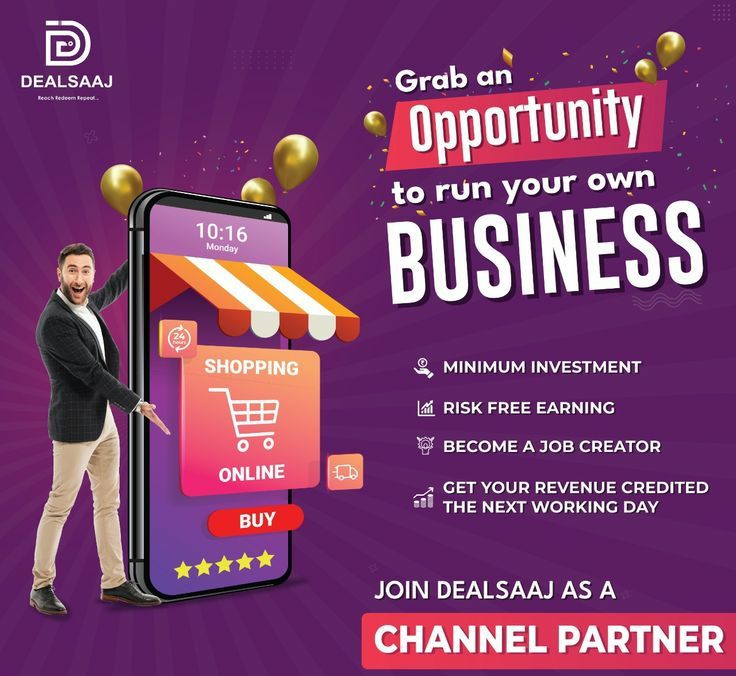 DEALSAAJ
Reach Redeem Repeat...
Grab an
Opportunity
to run your own
BUSINESS
10:16
Monday
24
hours
SHOPPING
ONLINE
BUY
MINIMUM INVESTMENT
RISK FREE EARNING
BECOME A JOB CREATOR
GET YOUR REVENUE CREDITED
THE NEXT WORKING DAY
JOIN DEALSAAJ AS A
CHANNEL PARTNER